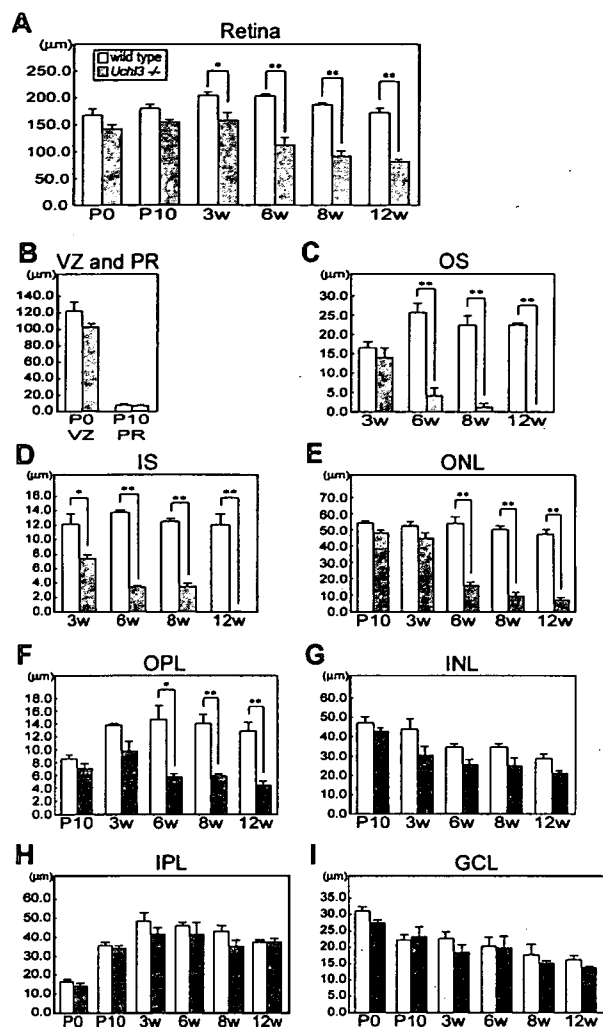 A
Retina
(μm)
wild type
Uchl3 -/-
250.0
200.0
150.0
100.0
50.0
0.0
* ** ** **
P0 P10 3w 6w 8w 12w
B
VZ and PR
(μm)
140.0
120.0
100.0
80.0
60.0
40.0
20.0
0.0
P0 P10
VZ PR
C
OS
(μm)
30.0
25.0
20.0
15.0
10.0
5.0
0.0
** ** **
3w 6w 8w 12w
D
IS
(μm)
16.0
14.0
12.0
10.0
8.0
6.0
4.0
2.0
0.0
* ** ** **
3w 6w 8w 12w
E
ONL
(μm)
70.0
60.0
50.0
40.0
30.0
20.0
10.0
0.0
** ** **
P10 3w 6w 8w 12w
F
OPL
(μm)
18.0
16.0
14.0
12.0
10.0
8.0
6.0
4.0
2.0
0.0
* ** **
P10 3w 6w 8w 12w
G
INL
(μm)
60.0
50.0
40.0
30.0
20.0
10.0
0.0
P10 3w 6w 8w 12w
H
IPL
(μm)
60.0
50.0
40.0
30.0
20.0
10.0
0.0
P0 P10 3w 6w 8w 12w
I
GCL
(μm)
35.0
30.0
25.0
20.0
15.0
10.0
5.0
0.0
P0 P10 3w 6w 8w 12w